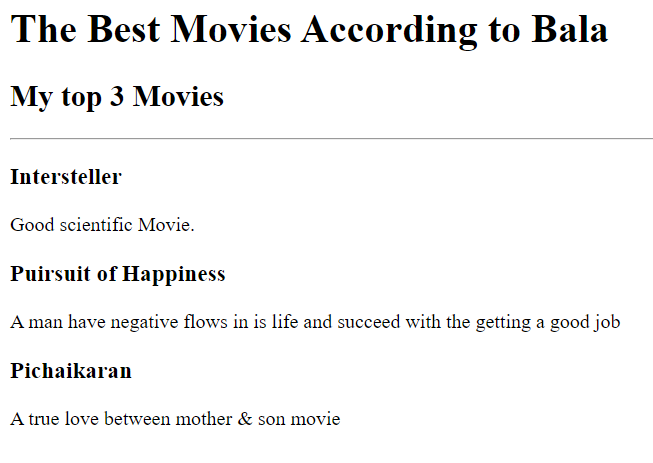 The Best Movies According to Bala
My top 3 Movies
Intersteller
Good scientific Movie.
Puirsuit of Happiness
A man have negative flows in is life and succeed with the getting a good job
Pichaikaran
A true love between mother & son movie